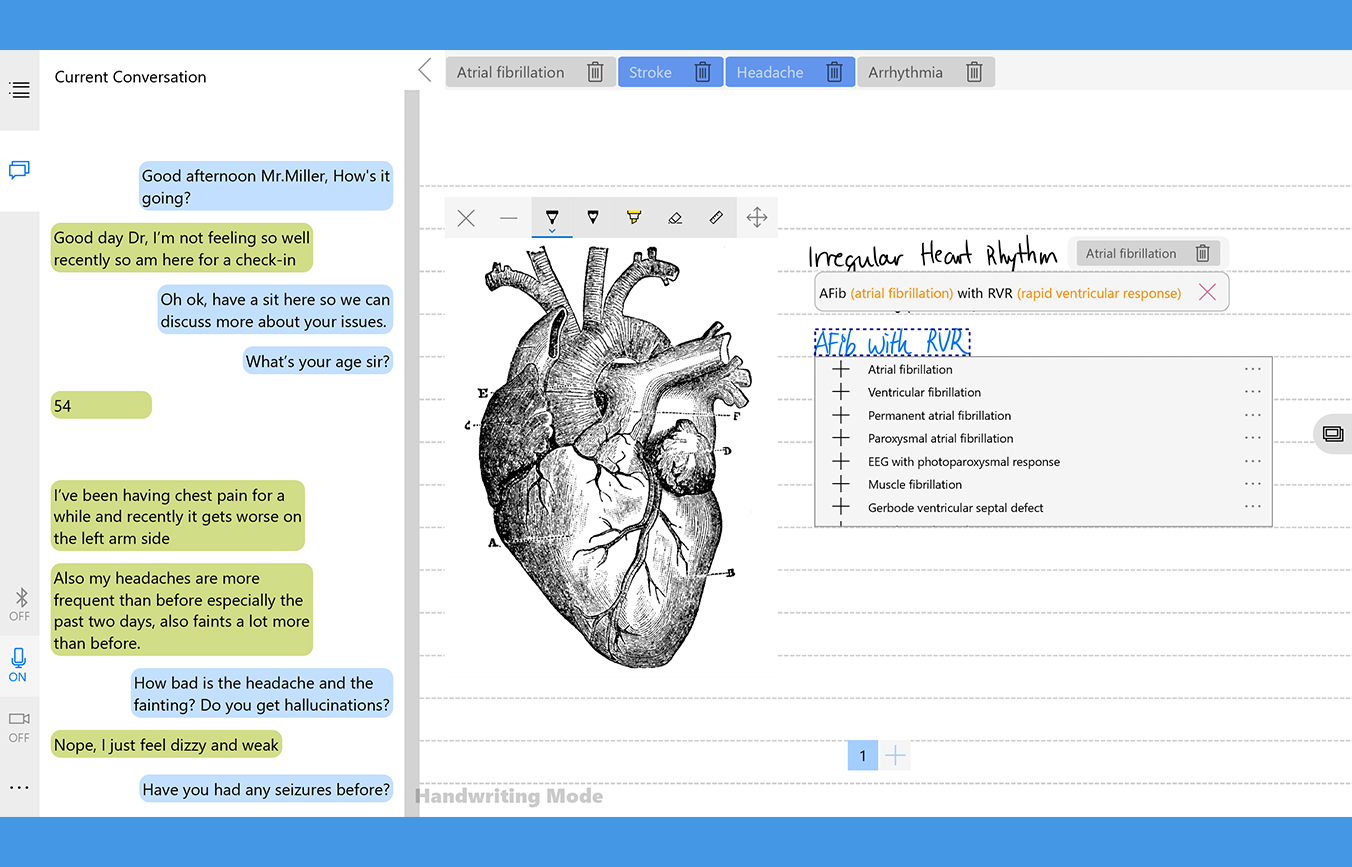 Current Conversation
Good afternoon Mr.Miller, How's it
going?
Good day Dr, I'm not feeling so well
recently so am here for a check-in
Oh ok, have a sit here so we can
discuss more about your issues.
What's your age sir?
54
I've been having chest pain for a
while and recently it gets worse on
the left arm side
Also my headaches are more
frequent than before especially the
past two days, also faints a lot more
than before.
How bad is the headache and the
fainting? Do you get hallucinations?
Nope, I just feel dizzy and weak
Have you had any seizures before?
OFF
ON
OFF
Atrial fibrillation
Stroke
Headache
Arrhythmia
Irregular Heart Rhythm
Atrial fibrillation
AFib (atrial fibrillation) with RVR (rapid ventricular response)
AFib with RVR
Atrial fibrillation
Ventricular fibrillation
Permanent atrial fibrillation
Paroxysmal atrial fibrillation
EEG with photoparoxysmal response
Muscle fibrillation
Gerbode ventricular septal defect
E
C
F
D
A
B
1
Handwriting Mode